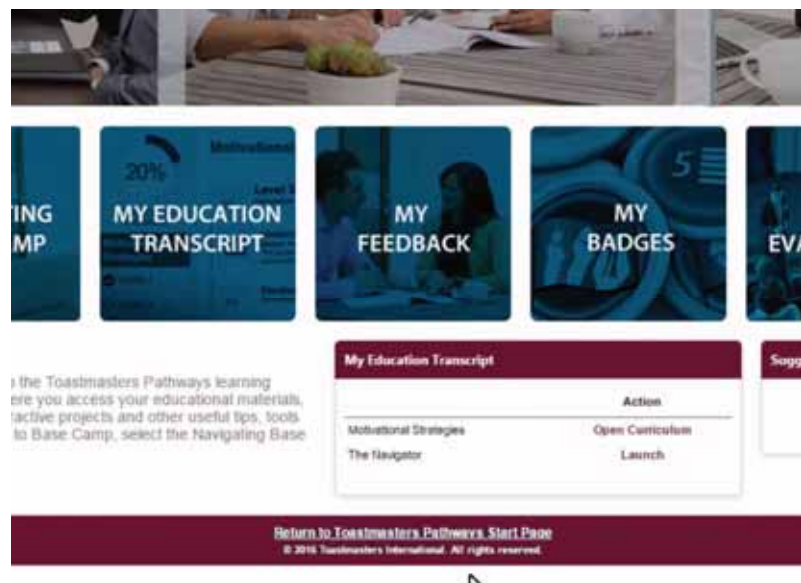 ING
MP
20%
Motivational
Level
MY EDUCATION
TRANSCRIPT
MY
FEEDBACK
5
MY
BADGES
EVA
the Toastmasters Pathways learning
ere you access your educational materials,
ractive projects and other useful tips, tools
to Base Camp, select the Navigating Base
My Education Transcript
Action
Motivational Strategies
Open Curriculum
The Navigator
Launch
Sugg
Return to Toastmasters Pathways Start Page
© 2016 Toastmasters International. All rights reserved.